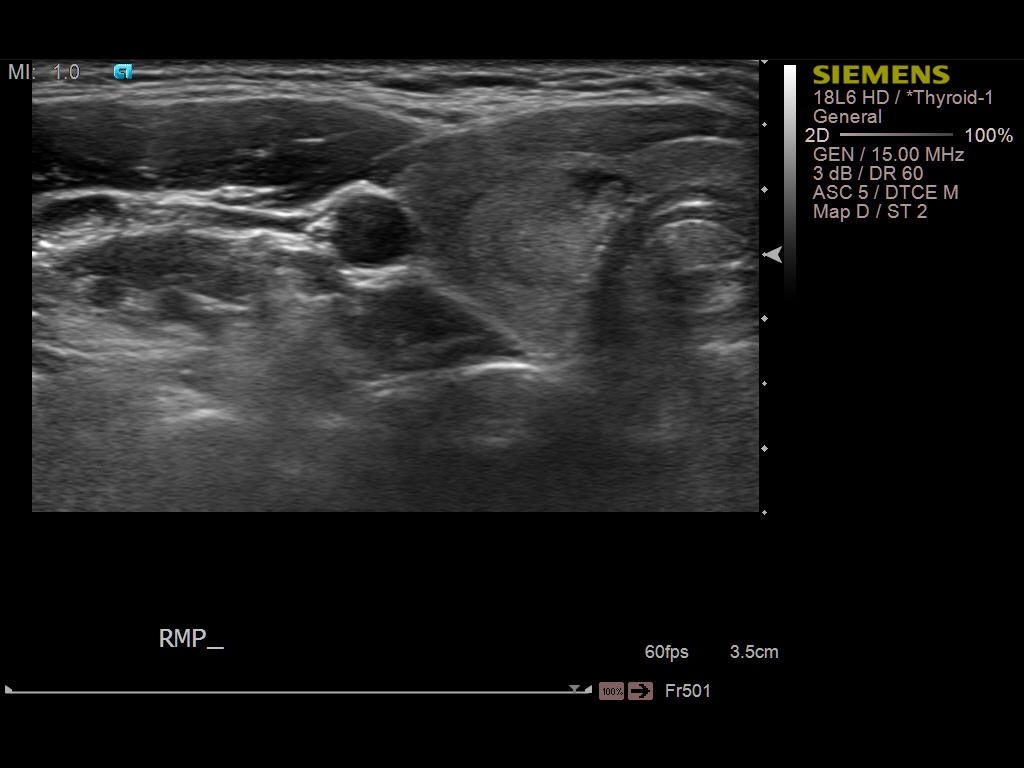 MI: 1.0
SIEMENS
18L6 HD / *Thyroid-1
General
2D 100%
GEN / 15.00 MHz
3 dB / DR 60
ASC 5 / DTCE M
Map D / ST 2
RMP_
60fps 3.5cm
100% Fr501